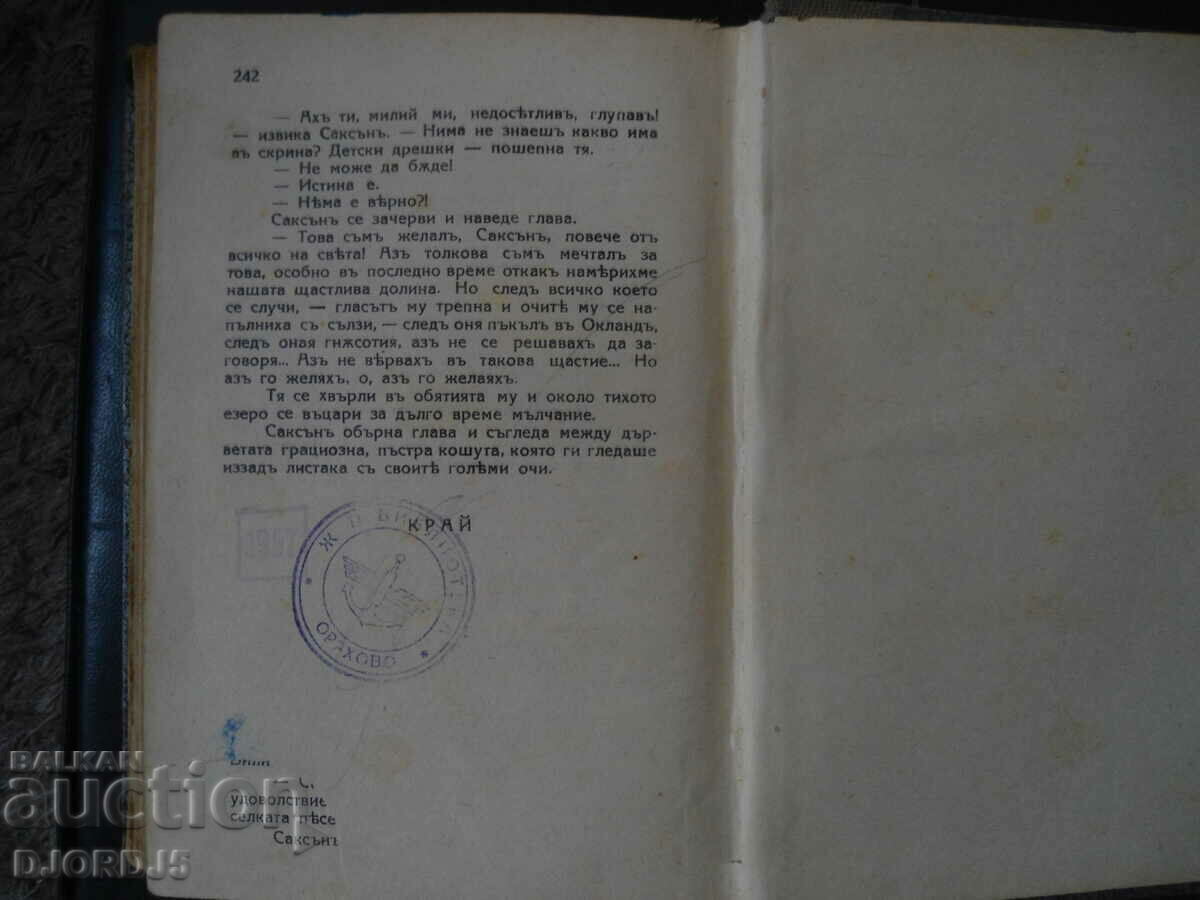 242
— Ахъ ти, милий ми, недосѣтливъ, глупавъ!
— извика Саксънъ. — Нима не знаешъ какво има
въ скрина? Детски дрешки — пошепна тя.
— Не може да бѫде!
— Истина е.
— Нѣма е вѣрно?!
Саксънъ се зачерви и наведе глава.
— Това съмъ желалъ, Саксънъ, повече отъ
всичко на свѣта! Азъ толкова съмъ мечталъ за
това, особно въ последно време откакъ намѣрихме
нашата щастлива долина. Но следъ всичко което
се случи, — гласътъ му трепна и очитѣ му се на-
пълниха съ сълзи, — следъ оня пъкълъ въ Окландъ,
следъ оная гнѫсотия, азъ не се решавахъ да за-
говоря... Азъ не вѣрвахъ въ такова щастие... Но
азъ го желяхъ, о, азъ го желаяхъ.
Тя се хвърли въ обятията му и около тихото
езеро се въцари за дълго време мълчание.
Саксънъ обърна глава и съгледа между дър-
ветата грациозна, пъстра кошута, която ги гледаше
иззадъ листака съ своитѣ голѣми очи.
КРАЙ
1957
Ж П БИБЛИОТЕКА
* ОРѢХОВО *
удоволствие
селката пѣсе
Саксънъ
BALKAN
auction
DJORDJ5